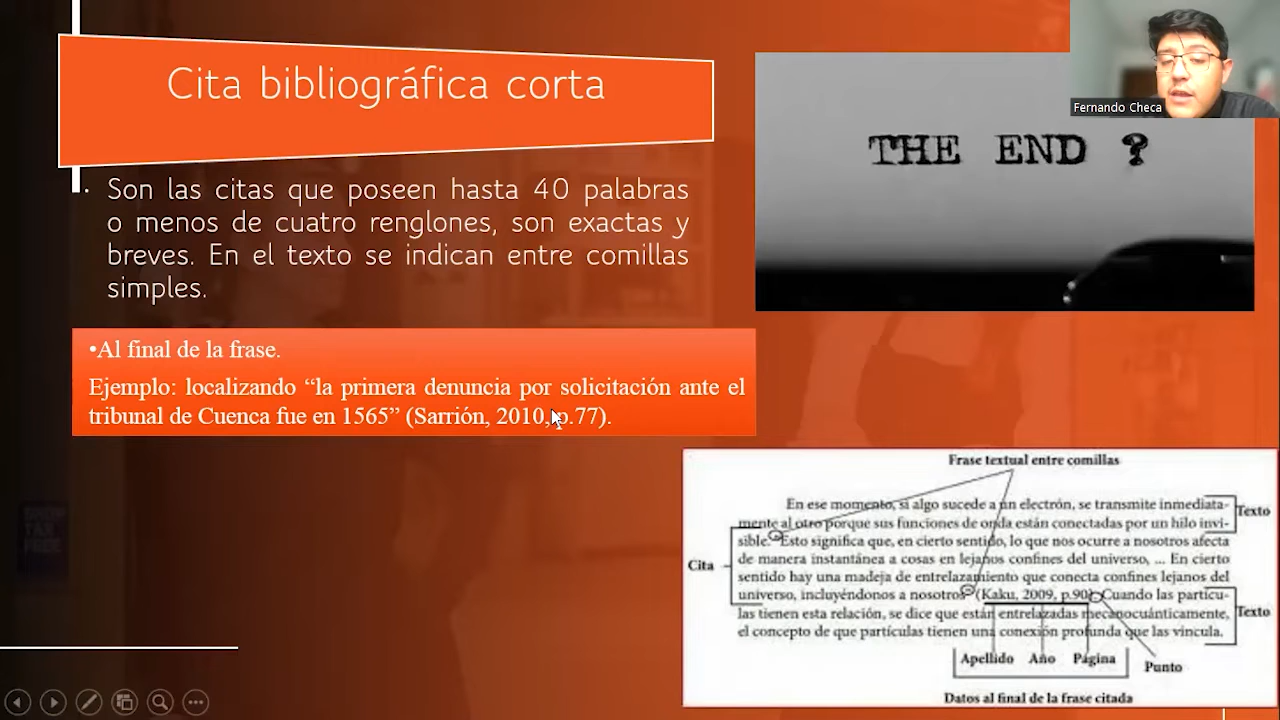 Cita bibliográfica corta
Fernando Checa
THE END ?
• Son las citas que poseen hasta 40 palabras
o menos de cuatro renglones, son exactas y
breves. En el texto se indican entre comillas
simples.
•Al final de la frase.
Ejemplo: localizando “la primera denuncia por solicitación ante el
tribunal de Cuenca fue en 1565” (Sarrión, 2010, p.77).
Frase textual entre comillas
En ese momento, si algo sucede a un electrón, se transmite inmediata-
mente al otro porque sus funciones de onda están conectadas por un hilo invi-
sible. “Esto significa que, en cierto sentido, lo que nos ocurre a nosotros afecta
de manera instantánea a cosas en lejanos confines del universo, ... En cierto
sentido hay una madeja de entrelazamiento que conecta confines lejanos del
universo, incluyéndonos a nosotros” (Kaku, 2009, p.90). Cuando las partícu-
las tienen esta relación, se dice que están entrelazadas mecanocuánticamente,
el concepto de que partículas tienen una conexión profunda que las vincula.
Texto
Cita
Texto
Apellido Año Página
Punto
Datos al final de la frase citada